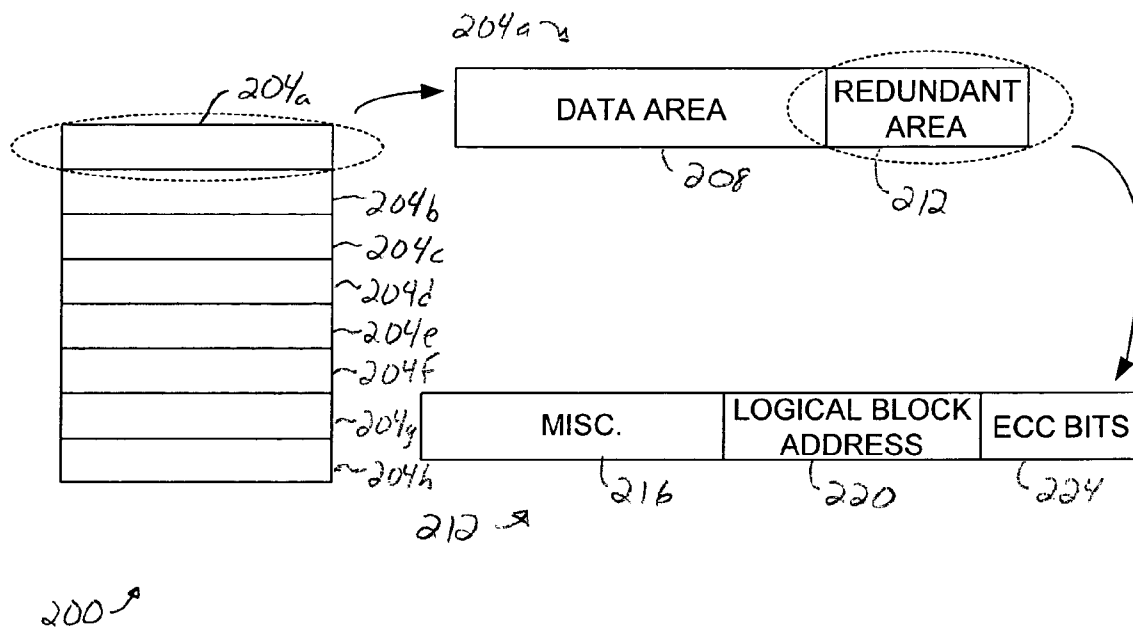 204a
204a
DATA AREA
REDUNDANT
AREA
208
212
204b
204c
204d
204e
204f
204g
204h
MISC.
LOGICAL BLOCK
ADDRESS
ECC BITS
216
220
224
212
200